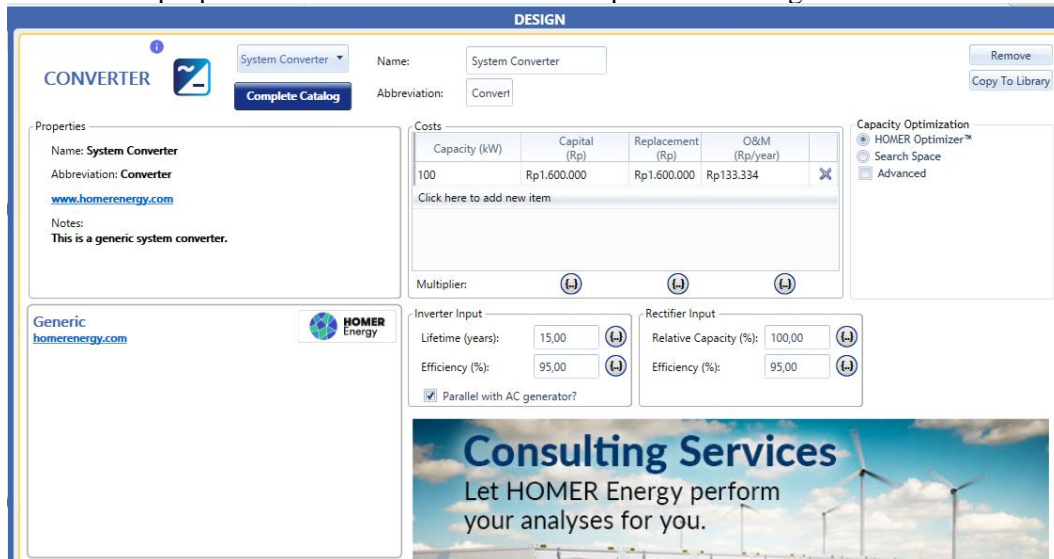 DESIGN
CONVERTER
System Converter
Complete Catalog
Name:
System Converter
Abbreviation:
Convert
Remove
Copy To Library
Properties
Name: System Converter
Abbreviation: Converter
www.homerenergy.com
Notes:
This is a generic system converter.
Costs
Capacity (kW)
Capital
(Rp)
Replacement
(Rp)
O&M
(Rp/year)
100
Rp1.600.000
Rp1.600.000
Rp133.334
Click here to add new item
Multiplier:
Capacity Optimization
HOMER Optimizer™
Search Space
Advanced
Generic
homerenergy.com
HOMER
Energy
Inverter Input
Lifetime (years):
15,00
Efficiency (%):
95,00
Parallel with AC generator?
Rectifier Input
Relative Capacity (%):
100,00
Efficiency (%):
95,00
Consulting Services
Let HOMER Energy perform
your analyses for you.